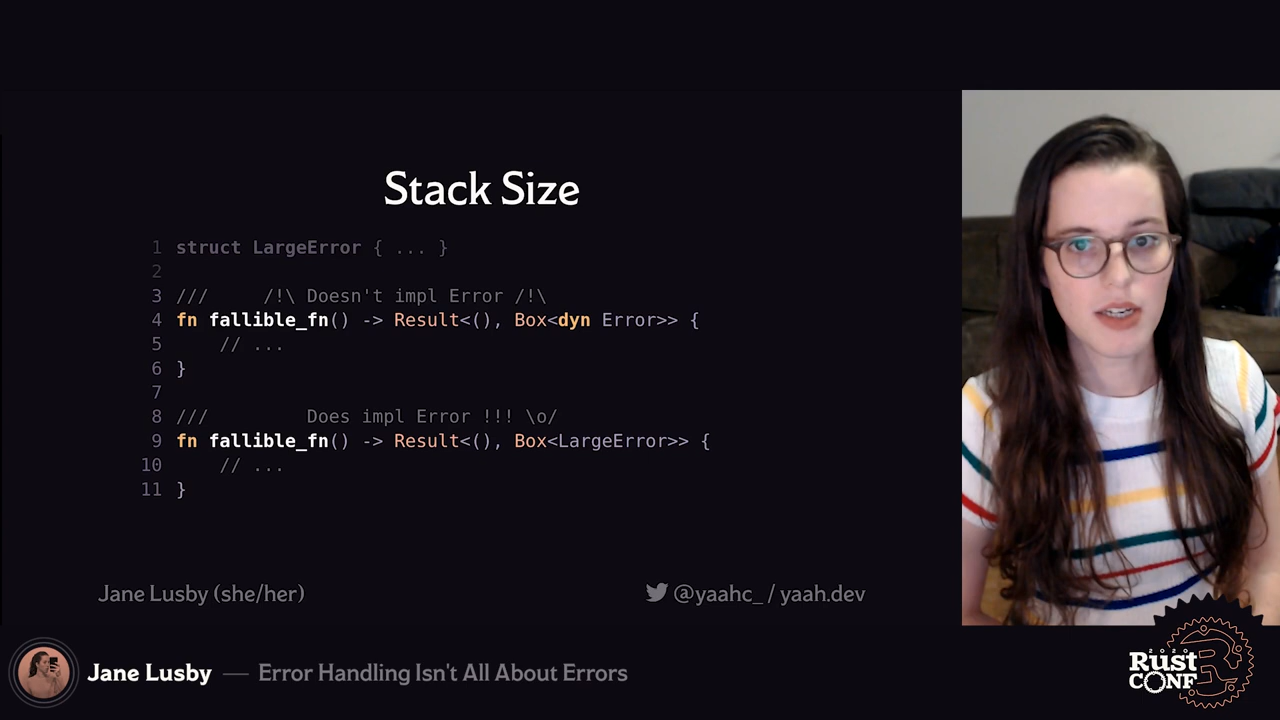 Stack Size
1 struct LargeError { ... }
2
3 ///     /!\ Doesn't impl Error /!\
4 fn fallible_fn() -> Result<(), Box<dyn Error>> {
5     // ...
6 }
7
8 ///         Does impl Error !!! \o/
9 fn fallible_fn() -> Result<(), Box<LargeError>> {
10     // ...
11 }
Jane Lusby (she/her)
@yaahc_ / yaah.dev
Jane Lusby — Error Handling Isn't All About Errors
2020
Rust
CONF
R